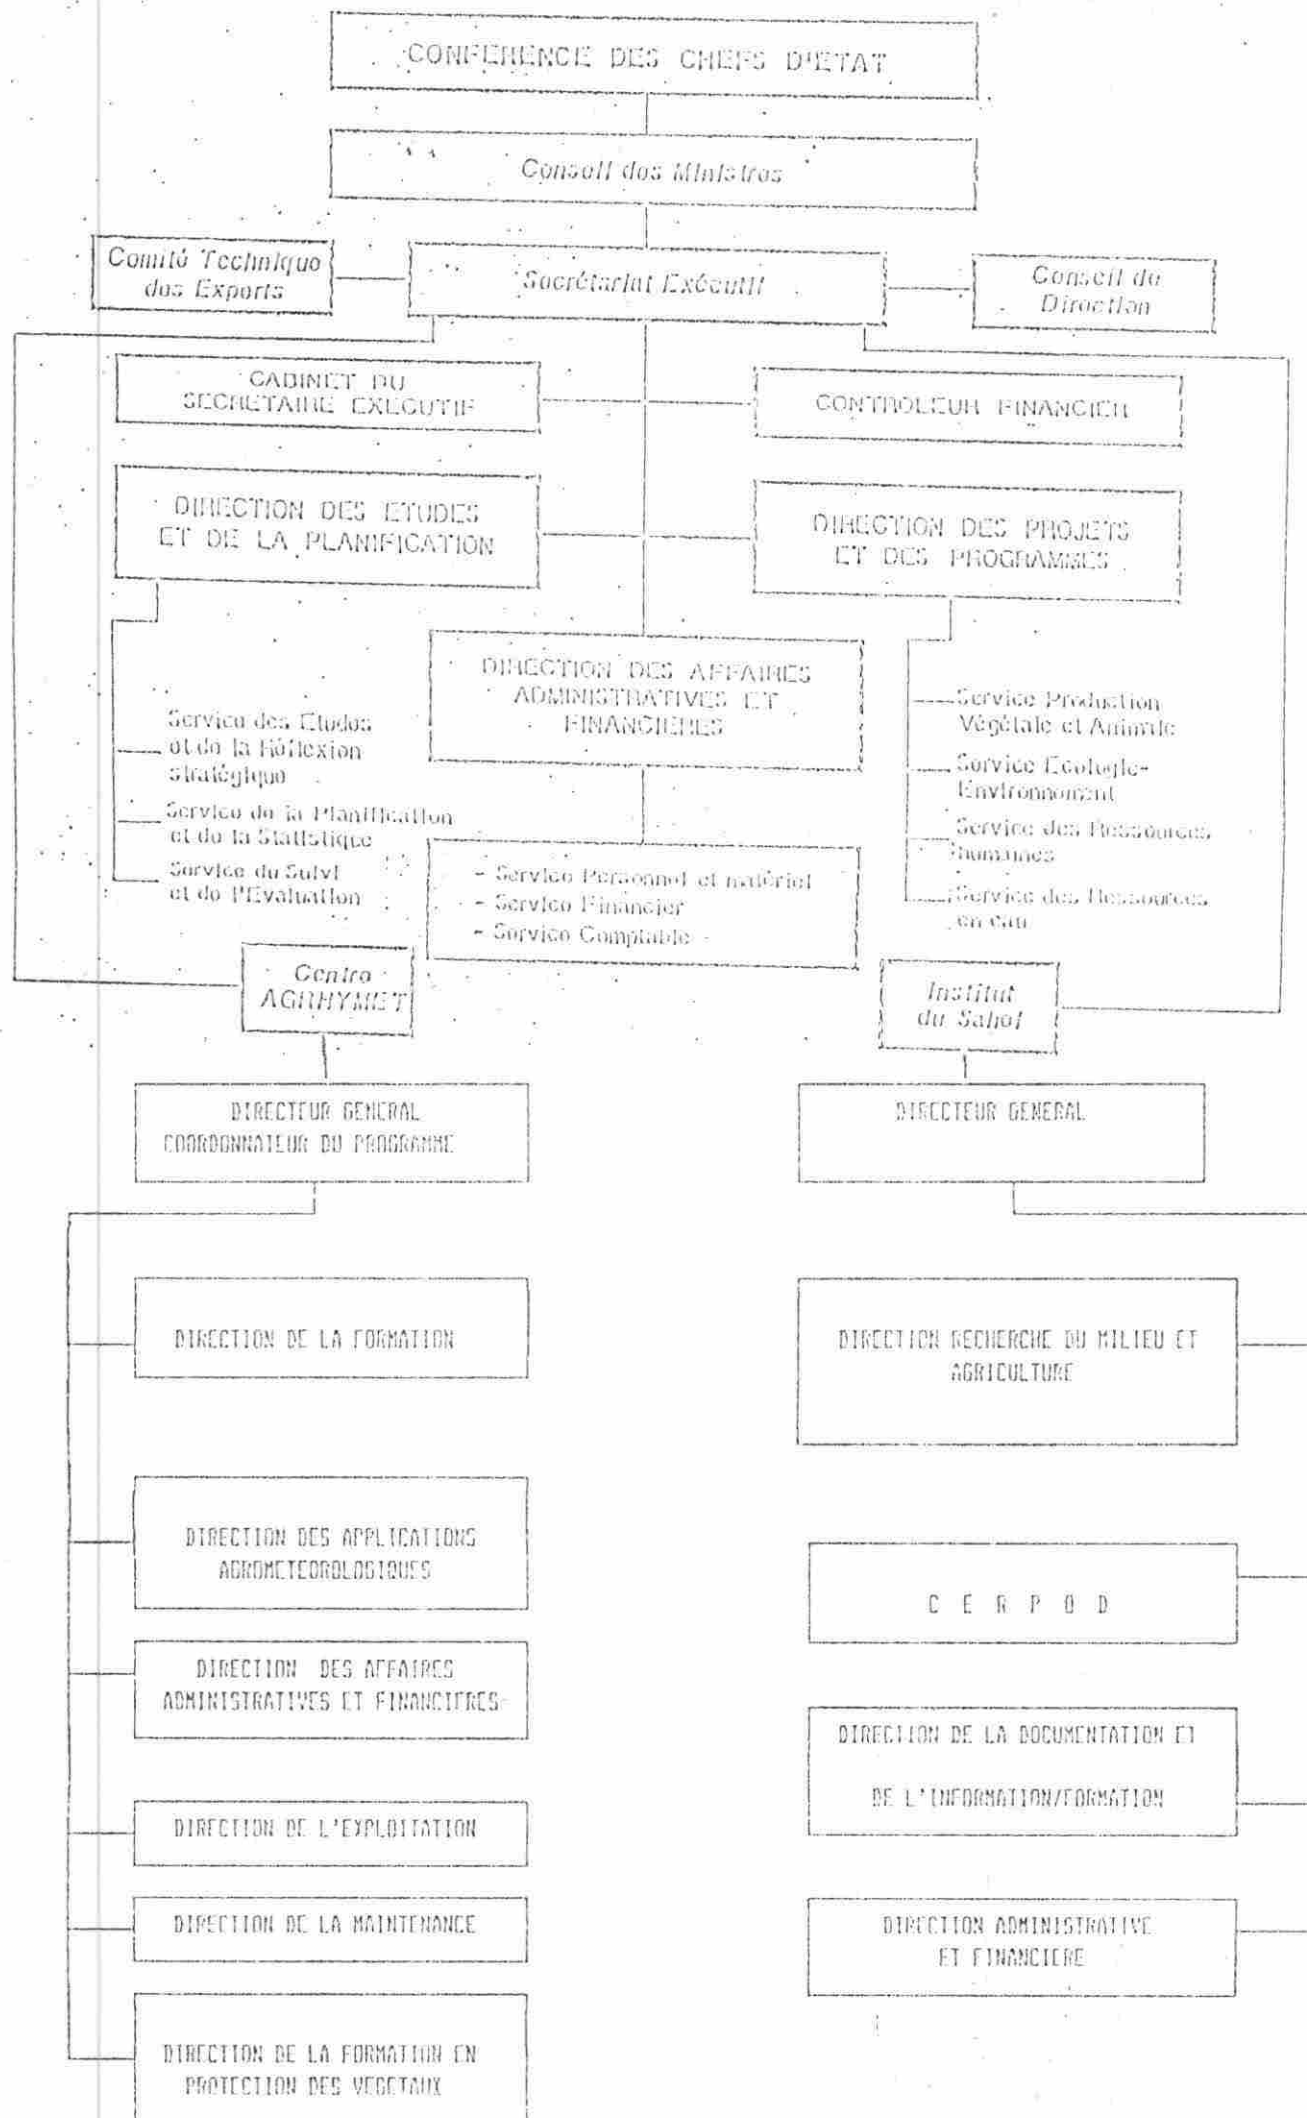 CONFERENCE DES CHEFS D'ETAT
Conseil des Ministres
Comité Technique
des Experts
Secrétariat Exécutif
Conseil de
Direction
CABINET DU
SECRETAIRE EXECUTIF
CONTROLEUR FINANCIER
DIRECTION DES ETUDES
ET DE LA PLANIFICATION
DIRECTION DES PROJETS
ET DES PROGRAMMES
DIRECTION DES AFFAIRES
ADMINISTRATIVES ET
FINANCIERES
Service des Etudes
et de la Réflexion
stratégique
Service de la Planification
et de la Statistique
Service du Suivi
et de l'Evaluation
- Service Personnel et matériel
- Service Financier
- Service Comptable
Service Production
Végétale et Animale
Service Ecologie-
Environnement
Service des Ressources
humaines
Service des Ressources
en eau
Centre
AGRHYMET
Institut
du Sahel
DIRECTEUR GENERAL
COORDONNATEUR DU PROGRAMME
DIRECTEUR GENERAL
DIRECTION DE LA FORMATION
DIRECTION RECHERCHE DU MILIEU ET
AGRICULTURE
DIRECTION DES APPLICATIONS
AGROMETEOROLOGIQUES
C E R P O D
DIRECTION DES AFFAIRES
ADMINISTRATIVES ET FINANCIERES
DIRECTION DE LA DOCUMENTATION ET
DE L'INFORMATION/FORMATION
DIRECTION DE L'EXPLOITATION
DIRECTION DE LA MAINTENANCE
DIRECTION ADMINISTRATIVE
ET FINANCIERE
DIRECTION DE LA FORMATION EN
PROTECTION DES VEGETAUX